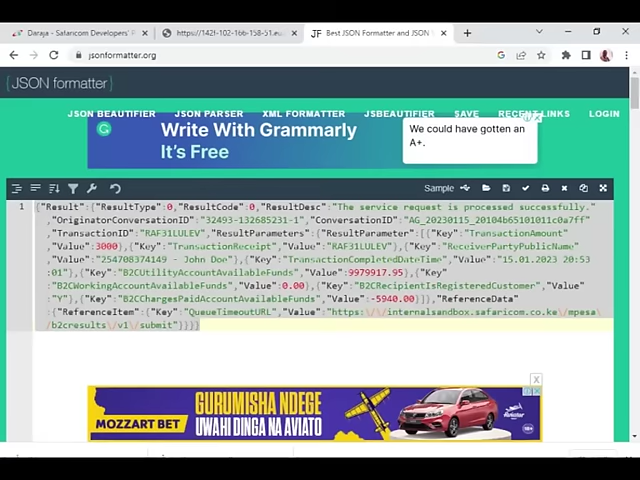 Daraja - Safaricom Developers' P
https://142f-102-166-158-51.eu
JF Best JSON Formatter and JSON
jsonformatter.org
{JSON formatter}
JSON BEAUTIFIER JSON PARSER XML FORMATTER JSBEAUTIFIER SAVE RECENT LINKS LOGIN
Write With Grammarly
It's Free
We could have gotten an
A+.
Sample
1 {"Result":{"ResultType":0,"ResultCode":0,"ResultDesc":"The service request is processed successfully."
,"OriginatorConversationID":"32493-132685231-1","ConversationID":"AG_20230115_20104b65101011c0a7ff"
,"TransactionID":"RAF31LULEV","ResultParameters":{"ResultParameter":[{"Key":"TransactionAmount"
,"Value":3000},{"Key":"TransactionReceipt","Value":"RAF31LULEV"},{"Key":"ReceiverPartyPublicName"
,"Value":"254708374149 - John Doe"},{"Key":"TransactionCompletedDateTime","Value":"15.01.2023 20:53
:01"},{"Key":"B2CUtilityAccountAvailableFunds","Value":9979917.95},{"Key"
:"B2CWorkingAccountAvailableFunds","Value":0.00},{"Key":"B2CRecipientIsRegisteredCustomer","Value"
:"Y"},{"Key":"B2CChargesPaidAccountAvailableFunds","Value":-5940.00}]},"ReferenceData"
:{"ReferenceItem":{"Key":"QueueTimeoutURL","Value":"https:\/\/internalsandbox.safaricom.co.ke\/mpesa
\/b2cresults\/v1\/submit"}}}}
MOZZART BET
GURUMISHA NDEGE
UWAHI DINGA NA AVIATO
Aviator
18+
X